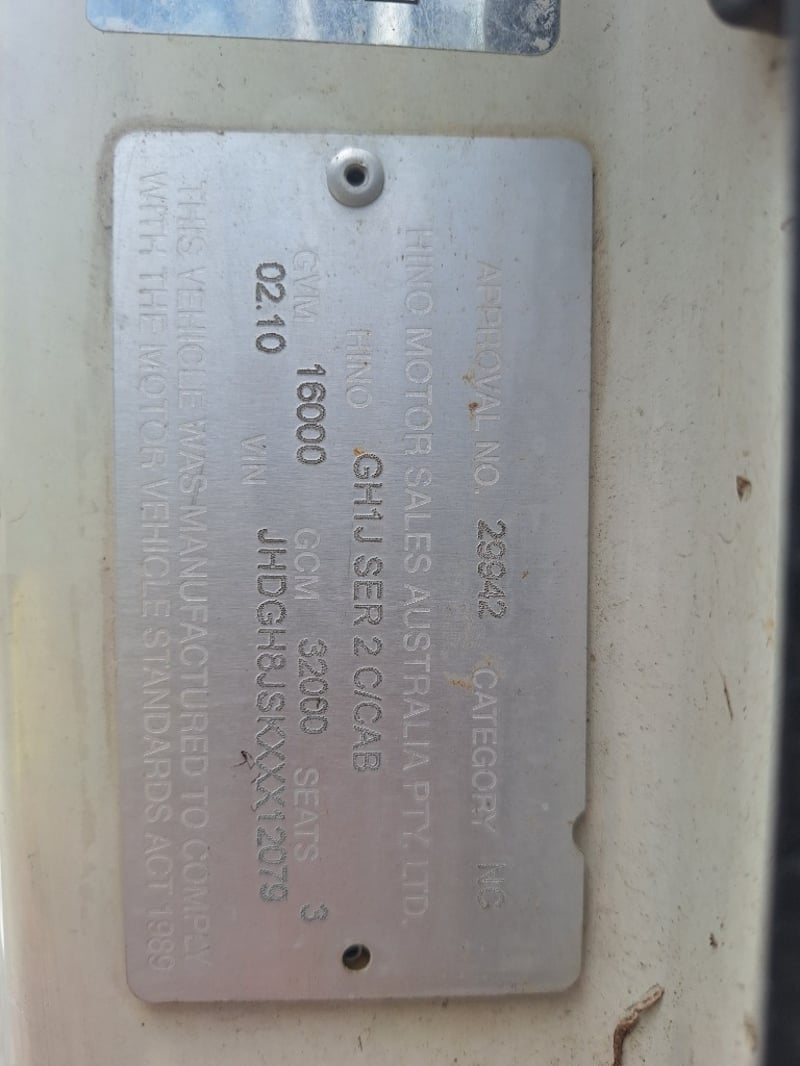 APPROVAL NO. 29942 CATEGORY NC
HINO MOTOR SALES AUSTRALIA PTY. LTD.
HINO GH1J SER 2 C/CAB
GVM 16000 GCM 32000 SEATS 3
02.10 VIN JHDGH8JSKXXX12079
THIS VEHICLE WAS MANUFACTURED TO COMPLY
WITH THE MOTOR VEHICLE STANDARDS ACT 1989